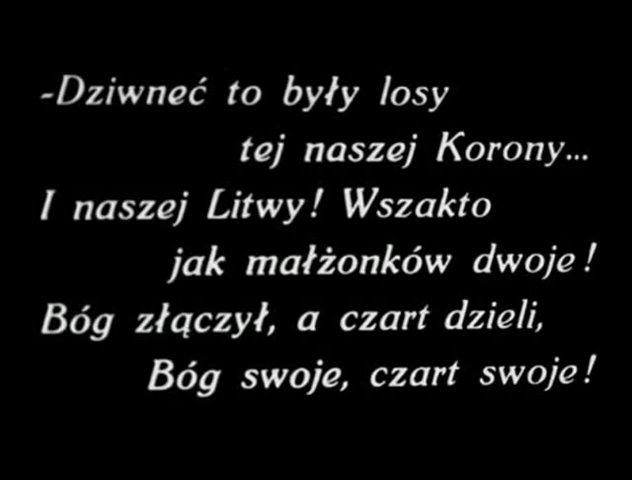 -Dziwneć to były losy
tej naszej Korony...
I naszej Litwy! Wszakto
jak małżonków dwoje!
Bóg złączył, a czart dzieli,
Bóg swoje, czart swoje!